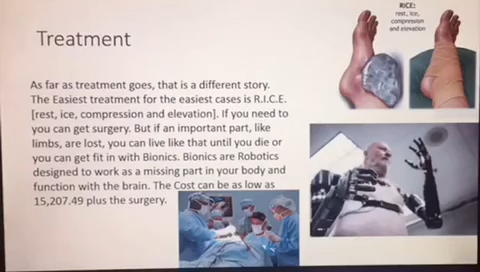 RICE:
rest, ice,
compression
and elevation
Treatment
As far as treatment goes, that is a different story.
The Easiest treatment for the easiest cases is R.I.C.E.
[rest, ice, compression and elevation]. If you need to
you can get surgery. But if an important part, like
limbs, are lost, you can live like that until you die or
you can get fit in with Bionics. Bionics are Robotics
designed to work as a missing part in your body and
function with the brain. The Cost can be as low as
15,207.49 plus the surgery.